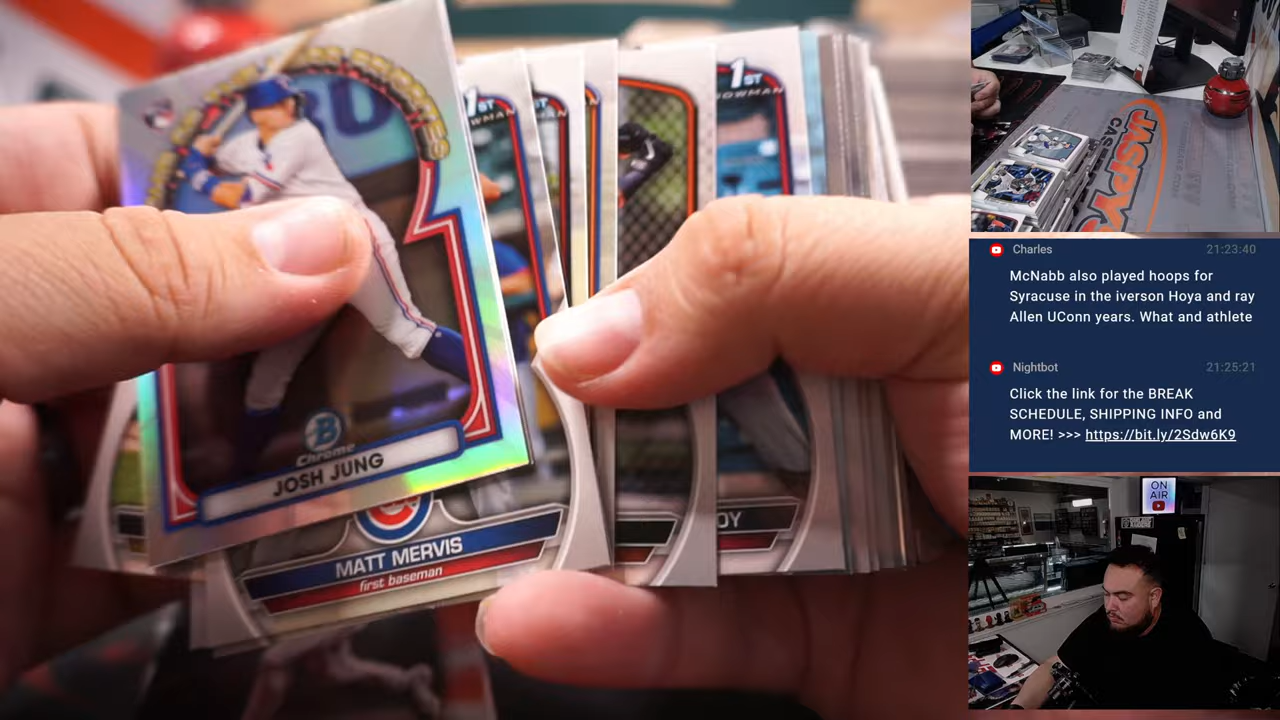 Chrome
JOSH JUNG
MATT MERVIS
first baseman
1ST
BOWMAN
1ST
BOWMAN
OY
JASPY'S
CASE
Charles 21:23:40
McNabb also played hoops for
Syracuse in the iverson Hoya and ray
Allen UConn years. What and athlete
Nightbot 21:25:21
Click the link for the BREAK
SCHEDULE, SHIPPING INFO and
MORE! >>> https://bit.ly/2Sdw6K9
ON
AIR